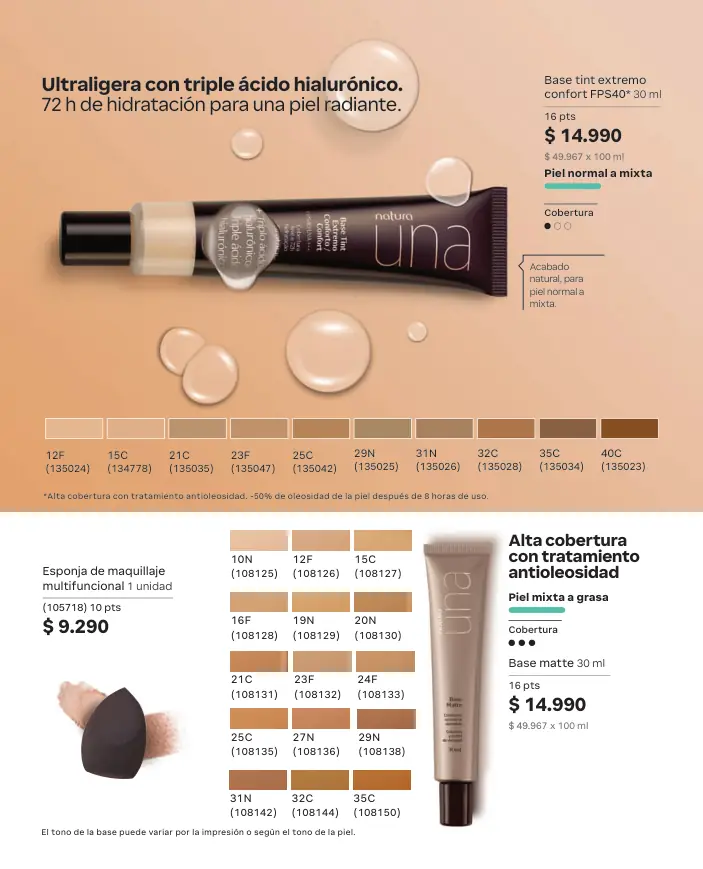 Ultraligera con triple ácido hialurónico.
72 h de hidratación para una piel radiante.
Base tint extremo
confort FPS40* 30 ml
16 pts
$ 14.990
$ 49.967 x 100 ml
Piel normal a mixta
Cobertura
natura
una
Base Tint
Extremo
Conforto /
Confort
Acabado
natural, para
piel normal a
mixta.
12F
(135024)
15C
(134778)
21C
(135035)
23F
(135047)
25C
(135042)
29N
(135025)
31N
(135026)
32C
(135028)
35C
(135034)
40C
(135023)
*Alta cobertura con tratamiento antioleosidad. -50% de oleosidad de la piel después de 8 horas de uso.
Esponja de maquillaje
multifuncional 1 unidad
(105718) 10 pts
$ 9.290
10N
(108125)
12F
(108126)
15C
(108127)
16F
(108128)
19N
(108129)
20N
(108130)
21C
(108131)
23F
(108132)
24F
(108133)
25C
(108135)
27N
(108136)
29N
(108138)
31N
(108142)
32C
(108144)
35C
(108150)
una
Base
Matte
Alta cobertura
con tratamiento
antioleosidad
Piel mixta a grasa
Cobertura
Base matte 30 ml
16 pts
$ 14.990
$ 49.967 x 100 ml
El tono de la base puede variar por la impresión o según el tono de la piel.